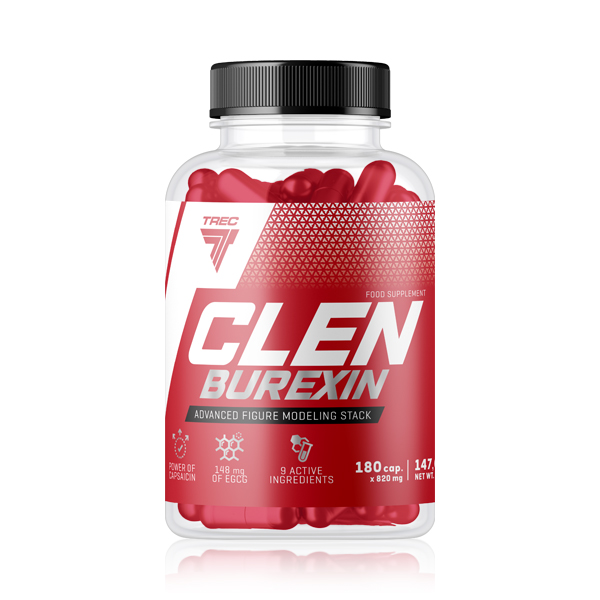 TREC
FOOD SUPPLEMENT
CLEN
BUREXIN
ADVANCED FIGURE MODELING STACK
POWER OF
CAPSAICIN
148 mg
OF EGCG
9 ACTIVE
INGREDIENTS
180 cap.
x 820 mg
147,
NET WT.